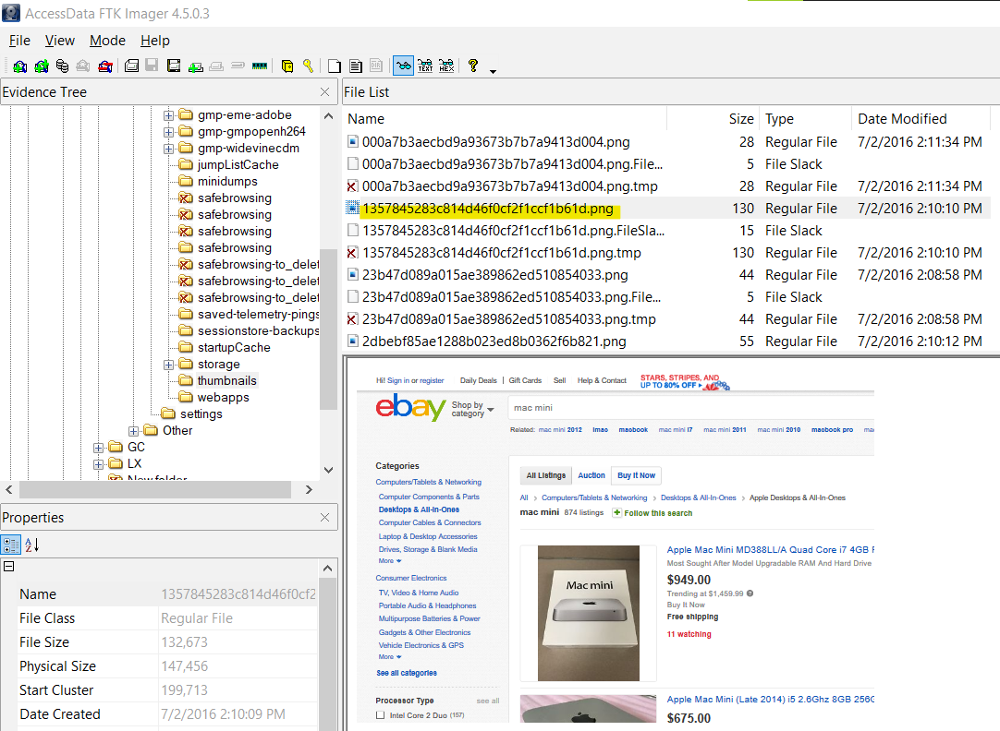 AccessData FTK Imager 4.5.0.3
File View Mode Help
TEXT HEX ?
Evidence Tree
gmp-eme-adobe
gmp-gmpopenh264
gmp-widevinecdm
jumpListCache
minidumps
safebrowsing
safebrowsing
safebrowsing
safebrowsing
safebrowsing-to_delet
safebrowsing-to_delet
safebrowsing-to_delet
saved-telemetry-pings
sessionstore-backups
startupCache
storage
thumbnails
webapps
settings
Other
GC
LX
New folder
Properties
Name 1357845283c814d46f0cf2
File Class Regular File
File Size 132,673
Physical Size 147,456
Start Cluster 199,713
Date Created 7/2/2016 2:10:09 PM
File List
Name Size Type Date Modified
000a7b3aecbd9a93673b7b7a9413d004.png 28 Regular File 7/2/2016 2:11:34 PM
000a7b3aecbd9a93673b7b7a9413d004.png.File... 5 File Slack
000a7b3aecbd9a93673b7b7a9413d004.png.tmp 28 Regular File 7/2/2016 2:11:34 PM
1357845283c814d46f0cf2f1ccf1b61d.png 130 Regular File 7/2/2016 2:10:10 PM
1357845283c814d46f0cf2f1ccf1b61d.png.FileSla... 15 File Slack
1357845283c814d46f0cf2f1ccf1b61d.png.tmp 130 Regular File 7/2/2016 2:10:10 PM
23b47d089a015ae389862ed510854033.png 44 Regular File 7/2/2016 2:08:58 PM
23b47d089a015ae389862ed510854033.png.File... 5 File Slack
23b47d089a015ae389862ed510854033.png.tmp 44 Regular File 7/2/2016 2:08:58 PM
2dbebf85ae1288b023ed8b0362f6b821.png 55 Regular File 7/2/2016 2:10:12 PM
Hi! Sign in or register Daily Deals | Gift Cards Sell Help & Contact
STARS, STRIPES, AND
UP TO 80% OFF
ebay Shop by category mac mini
Related: mac mini 2012 imac macbook mac mini i7 mac mini 2011 mac mini 2010 macbook pro mac
Categories
Computers/Tablets & Networking
Computer Components & Parts
Desktops & All-In-Ones
Computer Cables & Connectors
Laptop & Desktop Accessories
Drives, Storage & Blank Media
More
Consumer Electronics
TV, Video & Home Audio
Portable Audio & Headphones
Multipurpose Batteries & Power
Gadgets & Other Electronics
Vehicle Electronics & GPS
More
See all categories
Processor Type see all
Intel Core 2 Duo (157)
All Listings Auction Buy It Now
All > Computers/Tablets & Networking > Desktops & All-In-Ones > Apple Desktops & All-In-Ones
mac mini 874 listings + Follow this search
Mac mini
Apple Mac Mini MD388LL/A Quad Core i7 4GB
Most Sought After Model Upgradable RAM And Hard Drive
$949.00
Trending at $1,459.99
Buy It Now
Free shipping
11 watching
Apple Mac Mini (Late 2014) i5 2.6Ghz 8GB 256G
$675.00